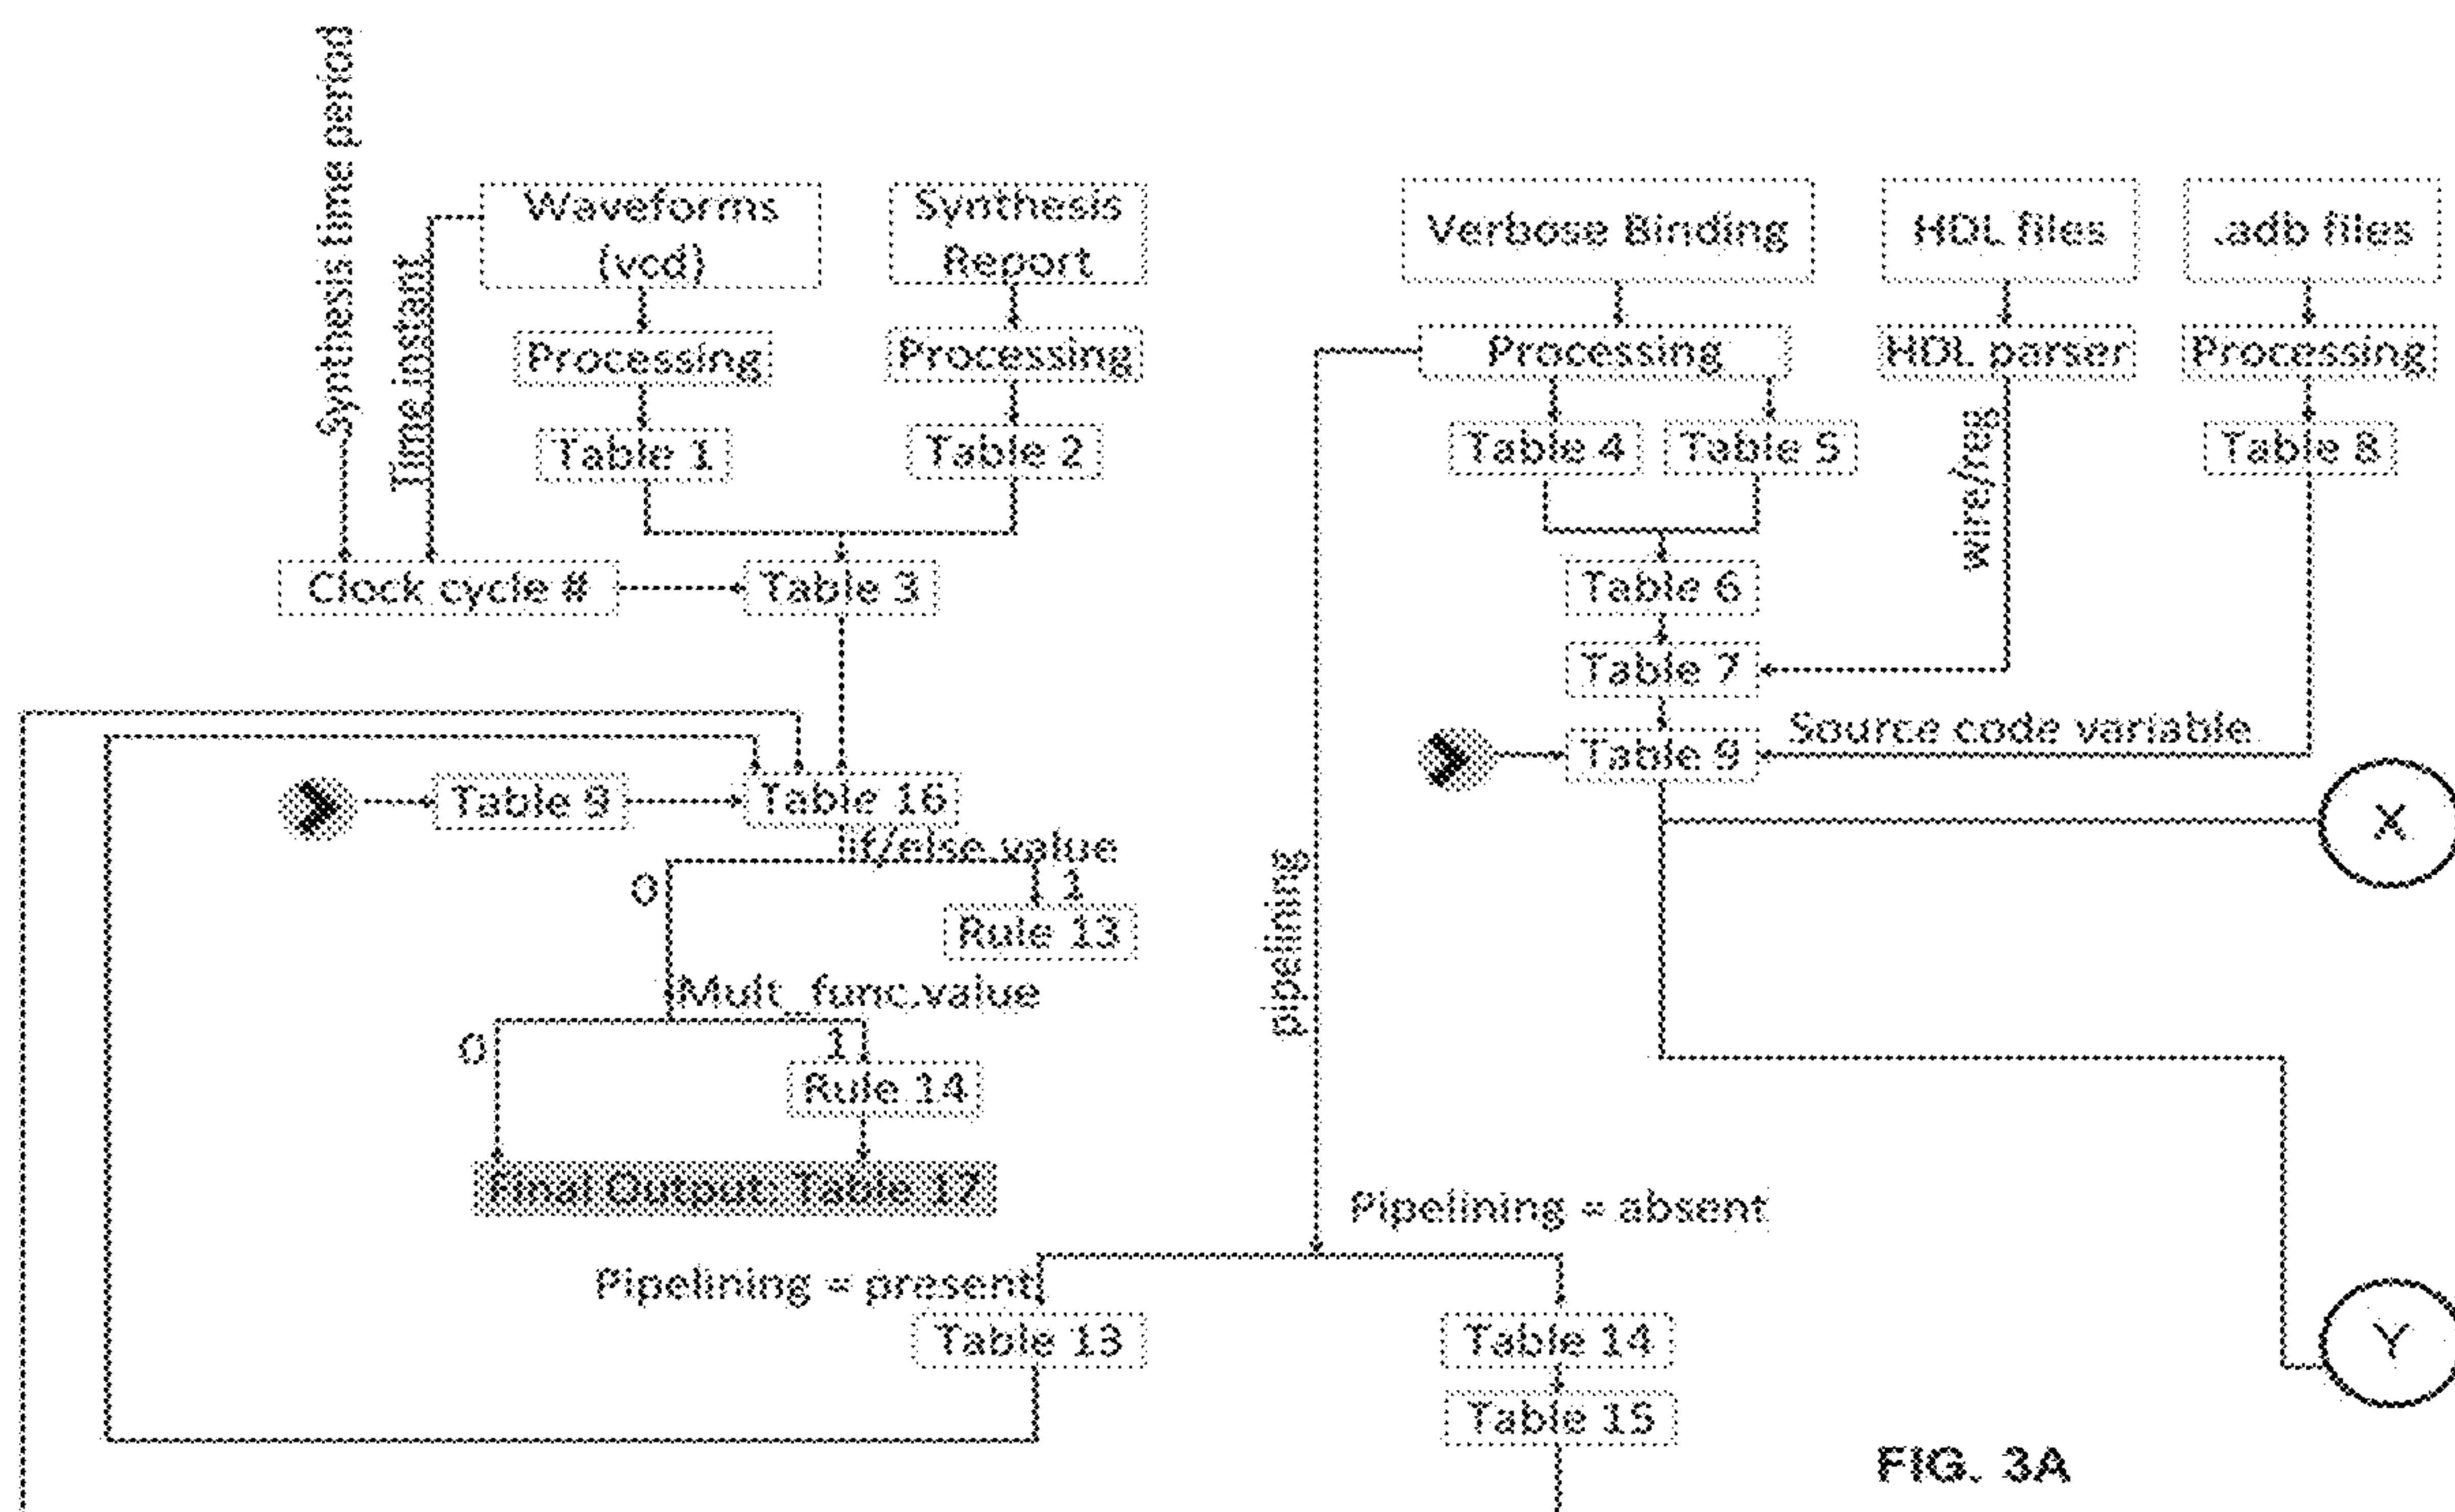 Synthesis time period
Time instant
Waveforms
(vcd)
Synthesis
Report
Verbose Binding
HDL files
.adb files
Processing
Processing
Processing
HDL parser
Processing
Table 1
Table 2
Table 4
Table 5
wire/reg
Table 8
Clock cycle #
Table 3
Table 6
Table 7
Source code variable
Table 9
Table 9
Table 16
X
If/else.value
0
1
Rule 13
pipelining
Mult_func.value
0
1
Rule 14
Final Output: Table 17
Pipelining = absent
Pipelining = present
Table 13
Table 14
Y
Table 15
FIG. 3A